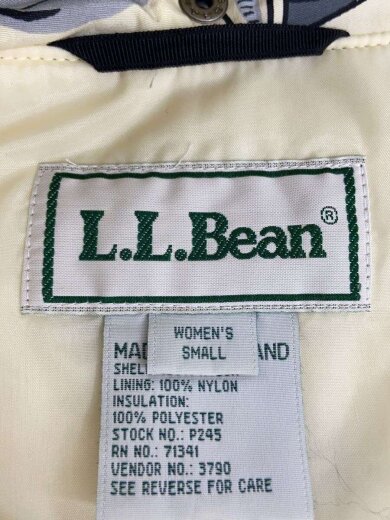 L.L.Bean®
WOMEN'S
SMALL
LINING: 100% NYLON
INSULATION:
100% POLYESTER
STOCK NO.: P245
RN NO.: 71341
VENDOR NO.: 3790
SEE REVERSE FOR CARE